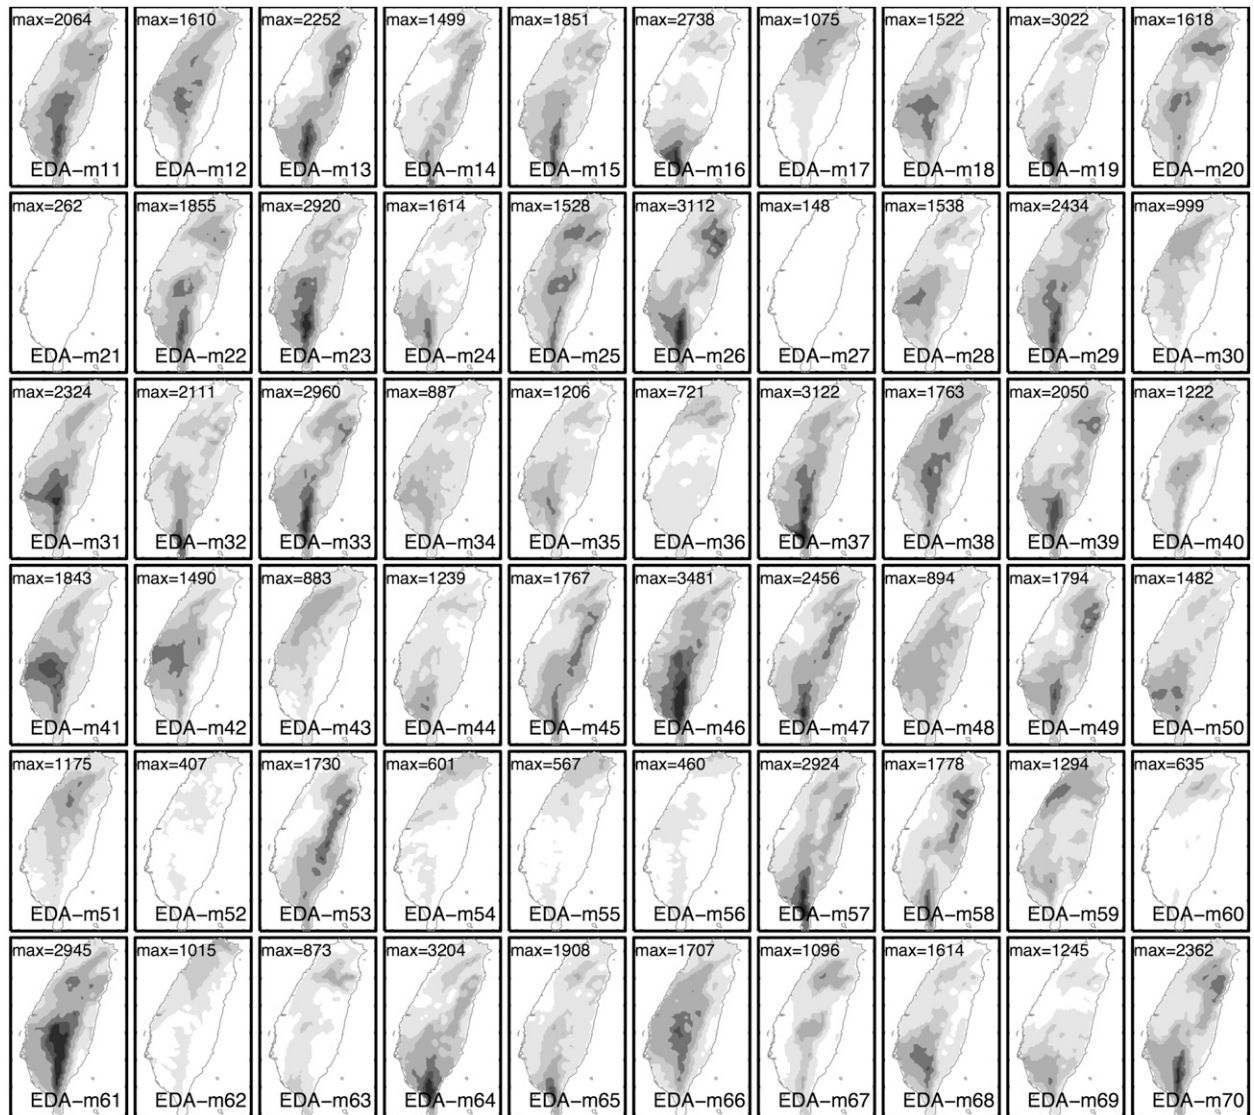 max=2064 max=1610 max=2252 max=1499 max=1851 max=2738 max=1075 max=1522 max=3022 max=1618
EDA-m11 EDA-m12 EDA-m13 EDA-m14 EDA-m15 EDA-m16 EDA-m17 EDA-m18 EDA-m19 EDA-m20
max=262 max=1855 max=2920 max=1614 max=1528 max=3112 max=148 max=1538 max=2434 max=999
EDA-m21 EDA-m22 EDA-m23 EDA-m24 EDA-m25 EDA-m26 EDA-m27 EDA-m28 EDA-m29 EDA-m30
max=2324 max=2111 max=2960 max=887 max=1206 max=721 max=3122 max=1763 max=2050 max=1222
EDA-m31 EDA-m32 EDA-m33 EDA-m34 EDA-m35 EDA-m36 EDA-m37 EDA-m38 EDA-m39 EDA-m40
max=1843 max=1490 max=883 max=1239 max=1767 max=3481 max=2456 max=894 max=1794 max=1482
EDA-m41 EDA-m42 EDA-m43 EDA-m44 EDA-m45 EDA-m46 EDA-m47 EDA-m48 EDA-m49 EDA-m50
max=1175 max=407 max=1730 max=601 max=567 max=460 max=2924 max=1778 max=1294 max=635
EDA-m51 EDA-m52 EDA-m53 EDA-m54 EDA-m55 EDA-m56 EDA-m57 EDA-m58 EDA-m59 EDA-m60
max=2945 max=1015 max=873 max=3204 max=1908 max=1707 max=1096 max=1614 max=1245 max=2362
EDA-m61 EDA-m62 EDA-m63 EDA-m64 EDA-m65 EDA-m66 EDA-m67 EDA-m68 EDA-m69 EDA-m70